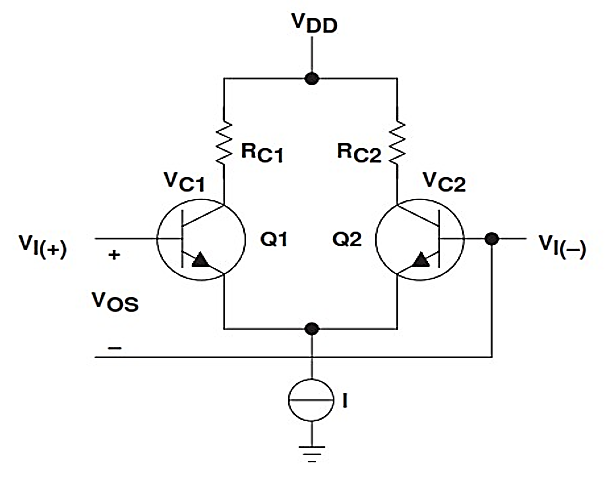 VDD
RC1 RC2
VC1 VC2
VI(+) + Q1 Q2 VI(–)
VOS
–
I